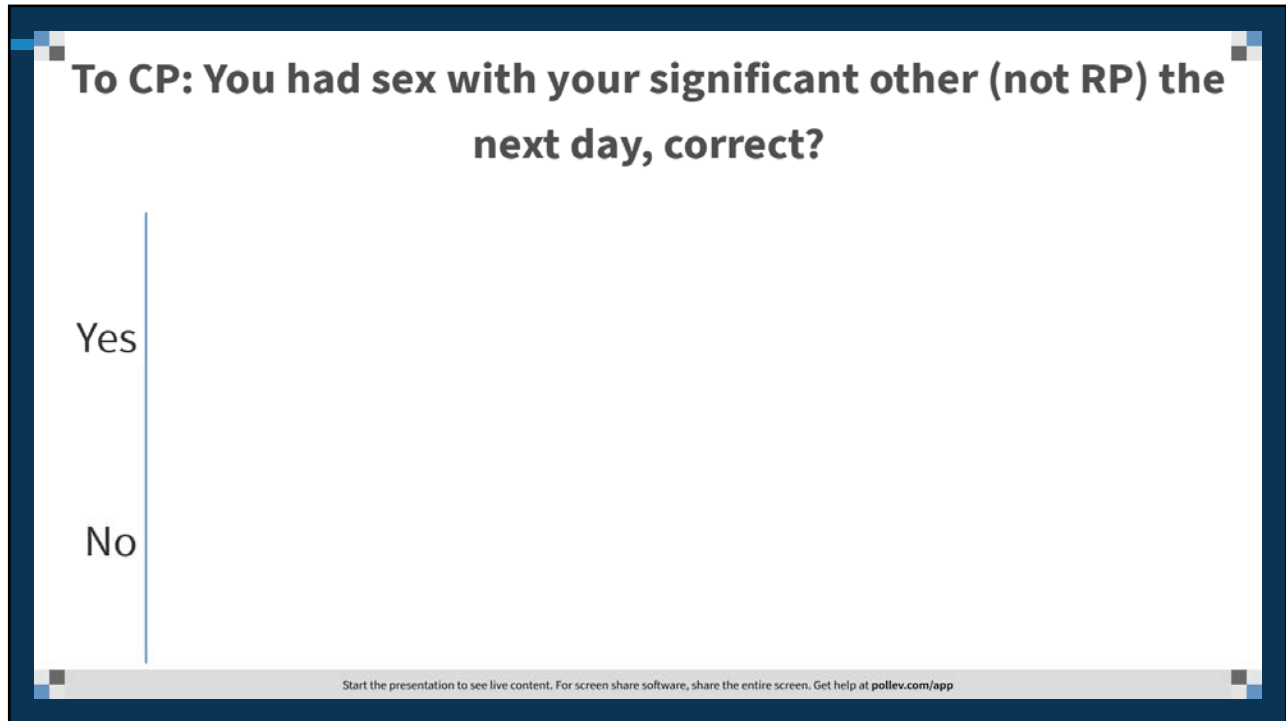 To CP: You had sex with your significant other (not RP) the
next day, correct?
Yes
No
Start the presentation to see live content. For screen share software, share the entire screen. Get help at pollev.com/app